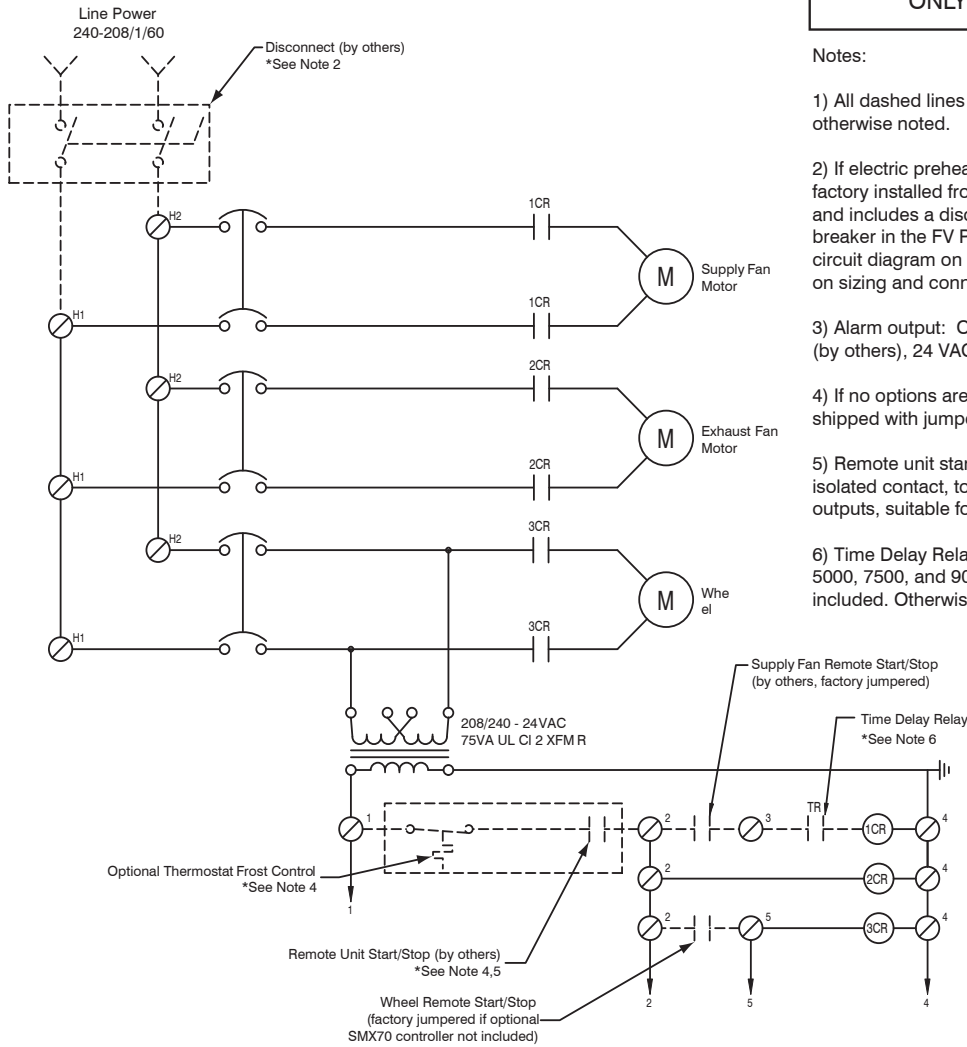 Line Power
240-208/1/60
Disconnect (by others)
*See Note 2
ONLY
Notes:
1) All dashed lines
otherwise noted.
2) If electric prehea
factory installed fro
and includes a disc
breaker in the FV P
circuit diagram on
on sizing and conn
3) Alarm output: C
(by others), 24 VAC
4) If no options are
shipped with jumpe
5) Remote unit star
isolated contact, to
outputs, suitable fo
6) Time Delay Rela
5000, 7500, and 90
included. Otherwis
H2
1CR
M
Supply Fan
Motor
H1
1CR
H2
2CR
M
Exhaust Fan
Motor
H1
2CR
H2
3CR
M
Whe
el
H1
3CR
208/240 - 24VAC
75VA UL Cl 2 XFM R
Supply Fan Remote Start/Stop
(by others, factory jumpered)
Time Delay Relay
*See Note 6
1
2
3
TR
1CR
4
Optional Thermostat Frost Control
*See Note 4
2
2CR
4
1
2
5
3CR
4
Remote Unit Start/Stop (by others)
*See Note 4,5
Wheel Remote Start/Stop
(factory jumpered if optional
SMX70 controller not included)
2
5
4